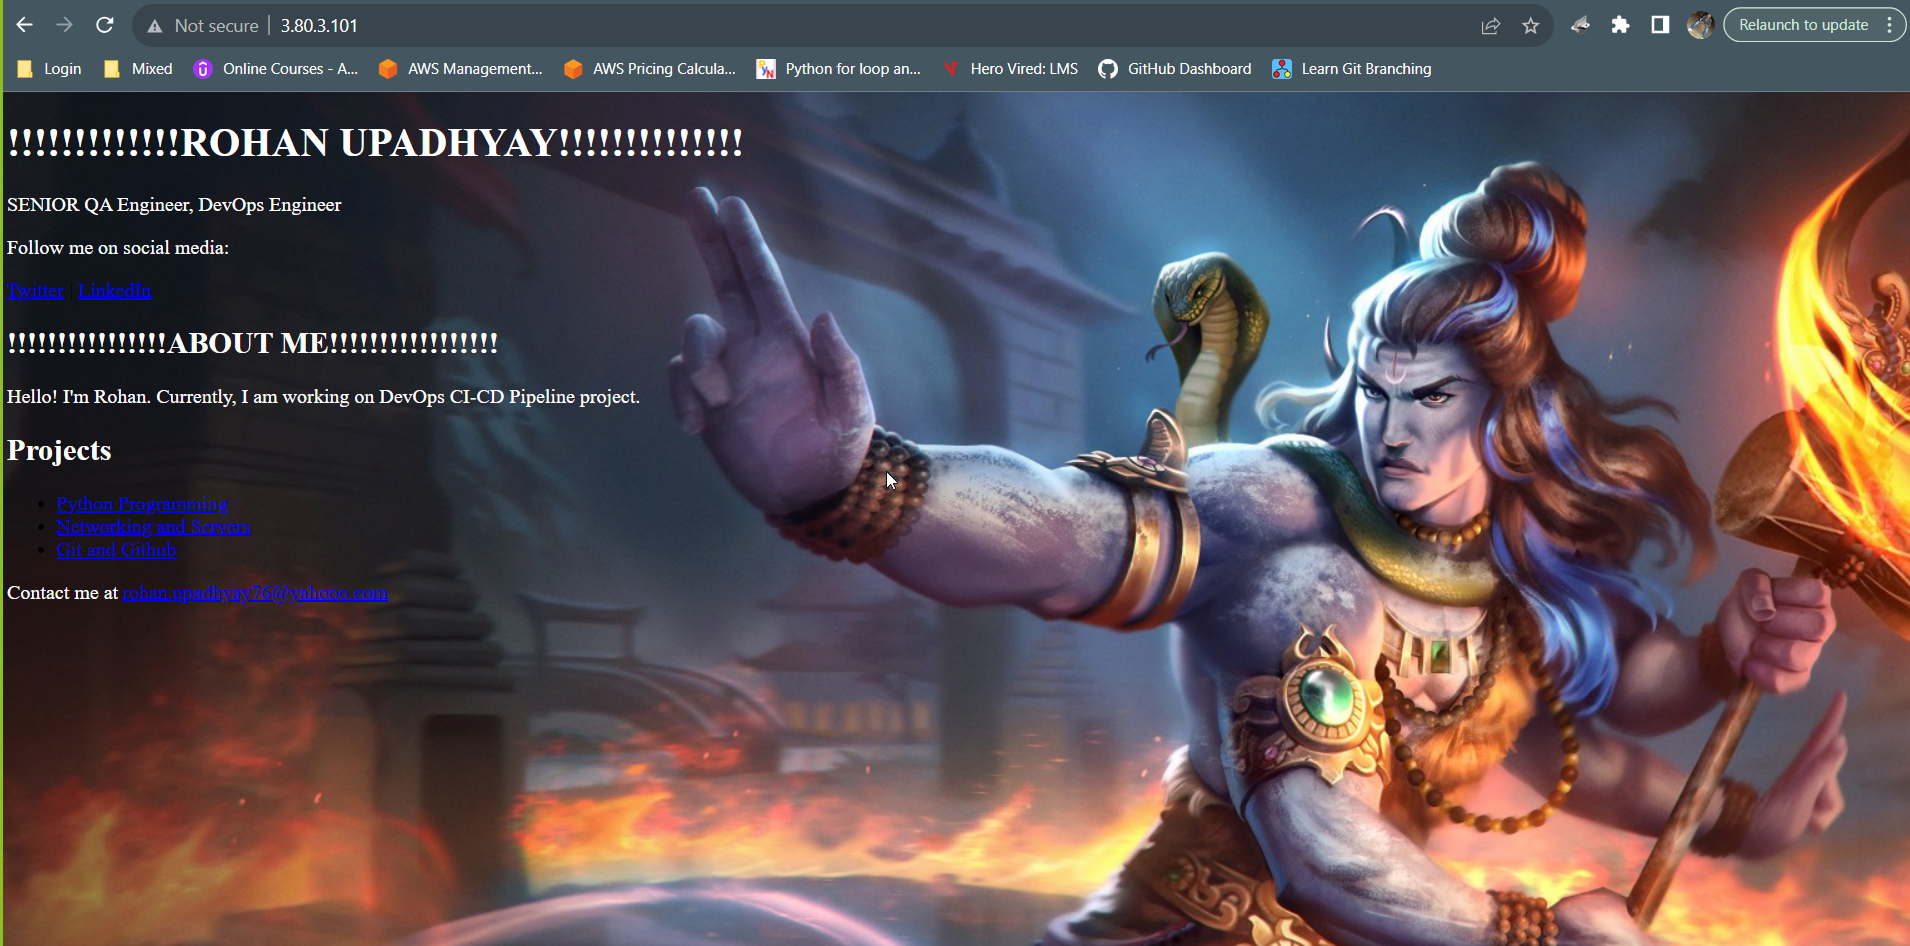 Not secure | 3.80.3.101
Relaunch to update
Login Mixed Online Courses - A... AWS Management... AWS Pricing Calcula... Python for loop an... Hero Vired: LMS GitHub Dashboard Learn Git Branching
!!!!!!!!!!!!!ROHAN UPADHYAY!!!!!!!!!!!!!!
SENIOR QA Engineer, DevOps Engineer
Follow me on social media:
Twitter | LinkedIn
!!!!!!!!!!!!!!!!ABOUT ME!!!!!!!!!!!!!!!!!
Hello! I'm Rohan. Currently, I am working on DevOps CI-CD Pipeline project.
Projects
Python Programming
Networking and Servers
Git and Github
Contact me at rohan.upadhyay76@yahooo.com